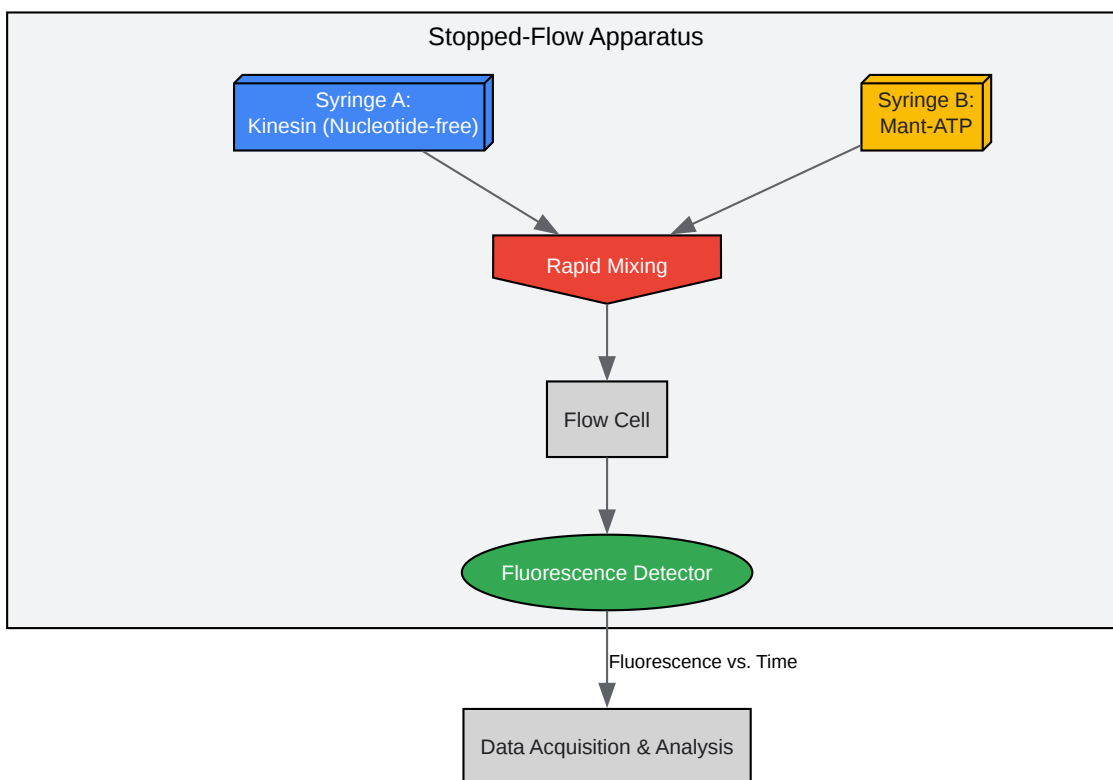 Stopped-Flow Apparatus
Syringe A:
Kinesin (Nucleotide-free)
Syringe B:
Mant-ATP
Rapid Mixing
Flow Cell
Fluorescence Detector
Fluorescence vs. Time
Data Acquisition & Analysis